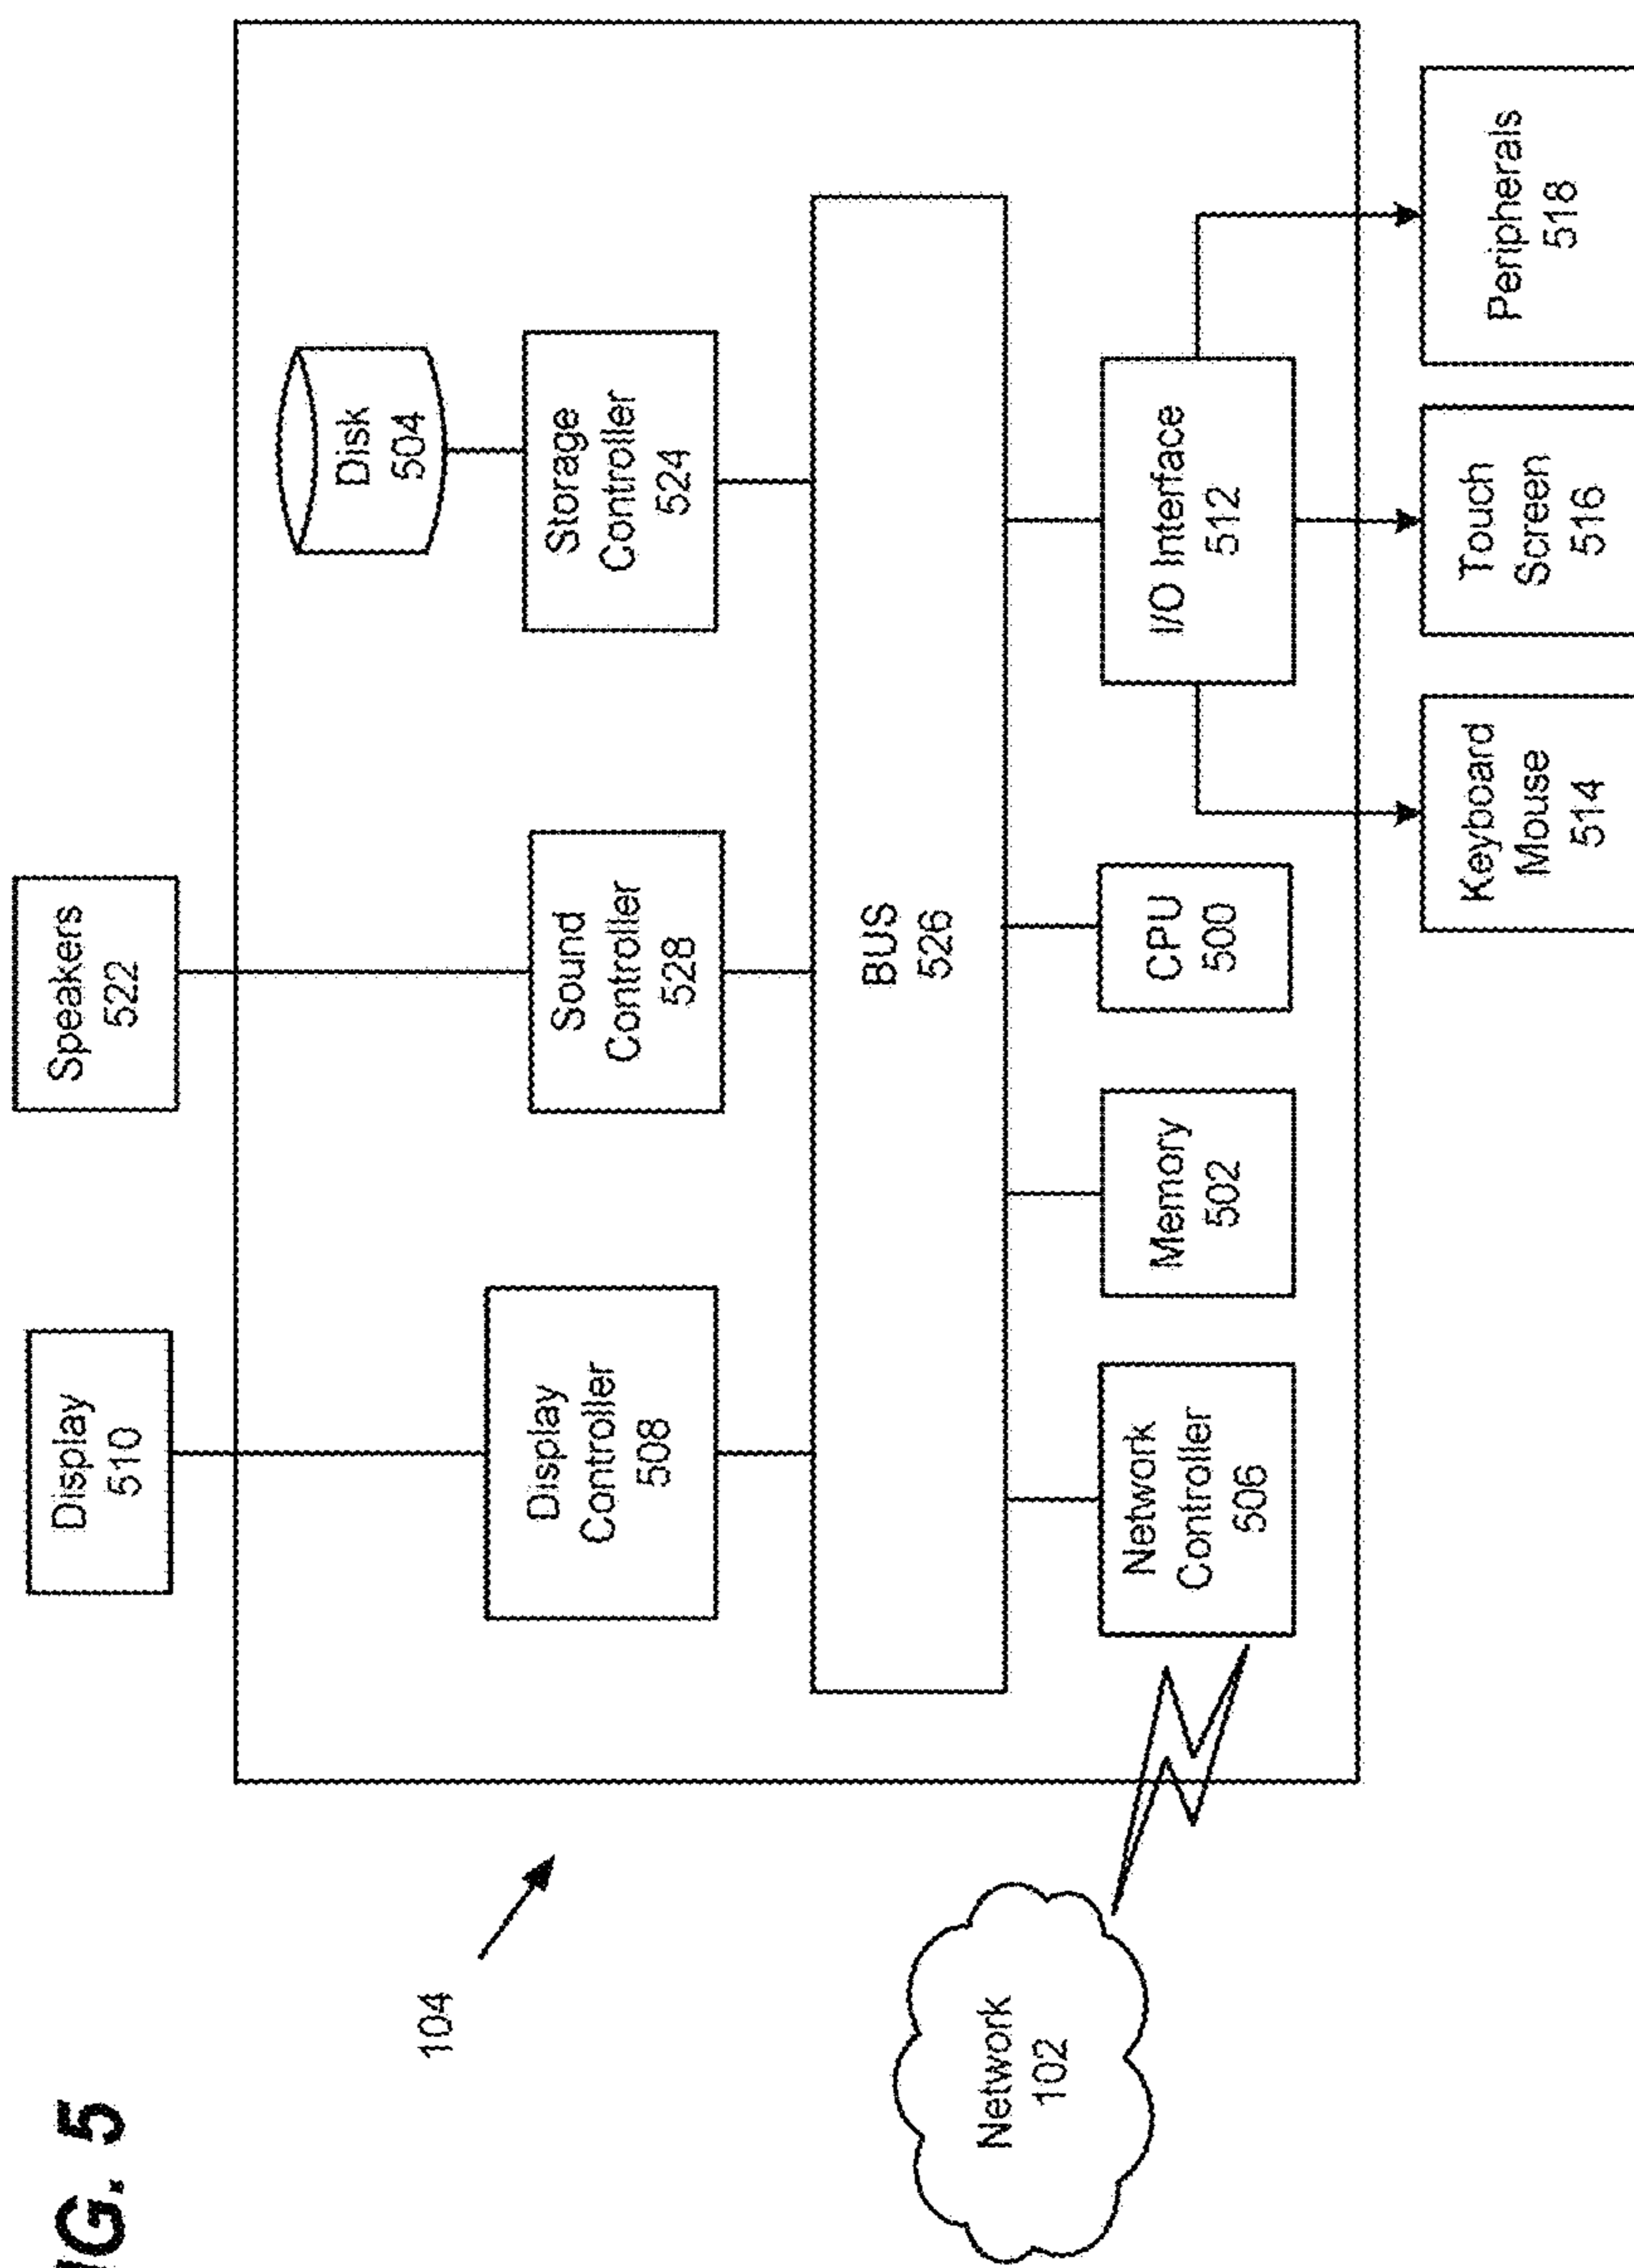 IG. 5
Display
510
Speakers
522
104
Disk
504
Display
Controller
508
Sound
Controller
528
Storage
Controller
524
BUS
526
Network
102
Network
Controller
506
Memory
502
CPU
500
I/O Interface
512
Keyboard
Mouse
514
Touch
Screen
516
Peripherals
518